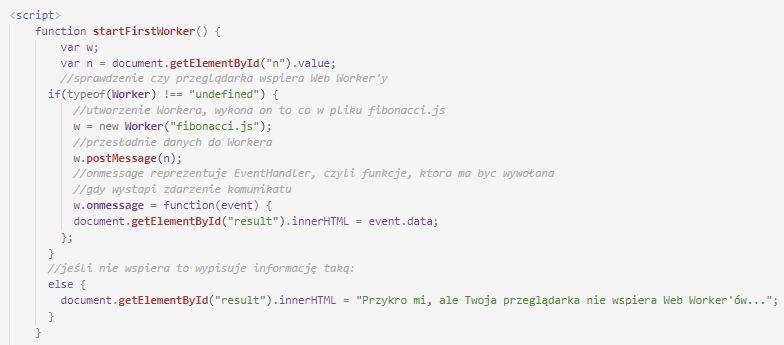 <script>
function startFirstWorker() {
var w;
var n = document.getElementById("n").value;
//sprawdzenie czy przeglądarka wspiera Web Worker'y
if(typeof(Worker) !== "undefined") {
//utworzenie Workera, wykona on to co w pliku fibonacci.js
w = new Worker("fibonacci.js");
//przesładnie danych do Workera
w.postMessage(n);
//onmessage reprezentuje EventHandler, czyli funkcje, ktora ma byc wywołana
//gdy wystapi zdarzenie komunikatu
w.onmessage = function(event) {
document.getElementById("result").innerHTML = event.data;
};
}
//jeśli nie wspiera to wypisuje informację taką:
else {
document.getElementById("result").innerHTML = "Przykro mi, ale Twoja przeglądarka nie wspiera Web Worker'ów...";
}
}